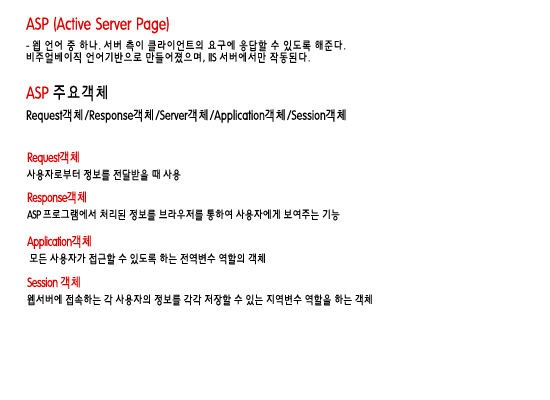 ASP (Active Server Page)
- 웹 언어 중 하나. 서버 측이 클라이언트의 요구에 응답할 수 있도록 해준다.
비주얼베이직 언어기반으로 만들어졌으며, IIS 서버에서만 작동된다.
ASP 주요객체
Request객체/Response객체/Server객체/Application객체/Session객체
Request객체
사용자로부터 정보를 전달받을 때 사용
Response객체
ASP 프로그램에서 처리된 정보를 브라우저를 통하여 사용자에게 보여주는 기능
Application객체
모든 사용자가 접근할 수 있도록 하는 전역변수 역할의 객체
Session 객체
웹서버에 접속하는 각 사용자의 정보를 각각 저장할 수 있는 지역변수 역할을 하는 객체